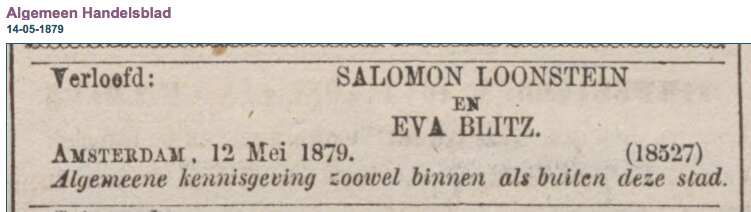 Algemeen Handelsblad
14-05-1879
Verloofd: SALOMON LOONSTEIN
EN
EVA BLITZ.
AMSTERDAM, 12 Mei 1879. (18527)
Algemeene kennisgeving zoowel binnen als buiten deze stad.